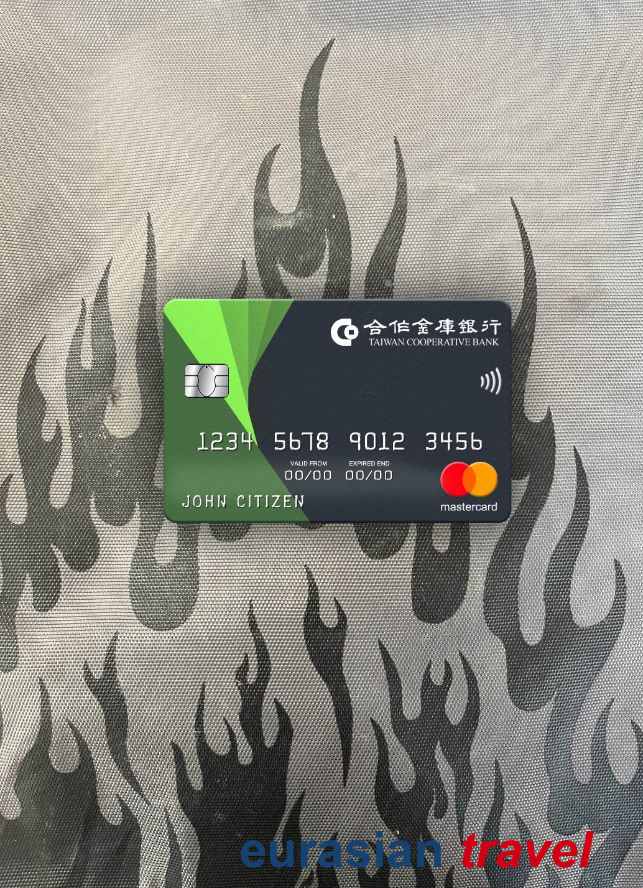 合作金庫銀行
TAIWAN COOPERATIVE BANK
1234 5678 9012 3456
VALID FROM EXPIRED END
00/00 00/00
JOHN CITIZEN
mastercard
eurasian travel